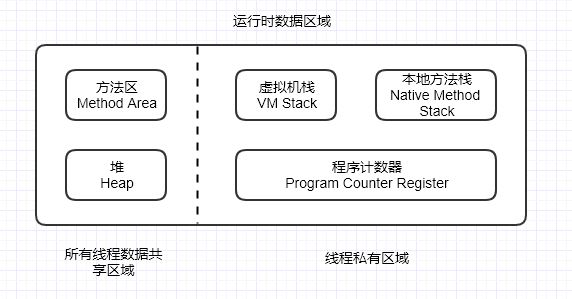 运行时数据区域
方法区
Method Area
虚拟机栈
VM Stack
本地方法栈
Native Method
Stack
堆
Heap
程序计数器
Program Counter Register
所有线程数据共
享区域
线程私有区域